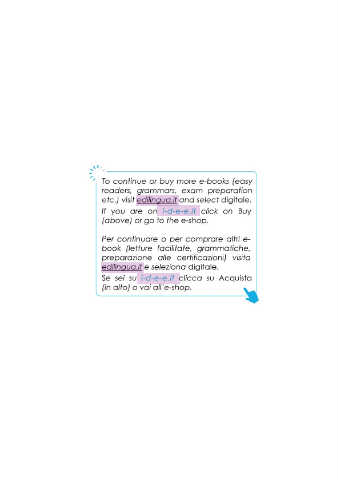 To continue or buy more e-books (easy
readers, grammars, exam preparation
etc.) visit edilingua.it and select digitale.
If you are on i-d-e-e.it click on Buy
(above) or go to the e-shop.
Per continuare o per comprare altri e-
book (letture facilitate, grammatiche,
preparazione alle certificazioni) visita
edilingua.it e seleziona digitale.
Se sei su i-d-e-e.it clicca su Acquista
(in alto) o vai all'e-shop.